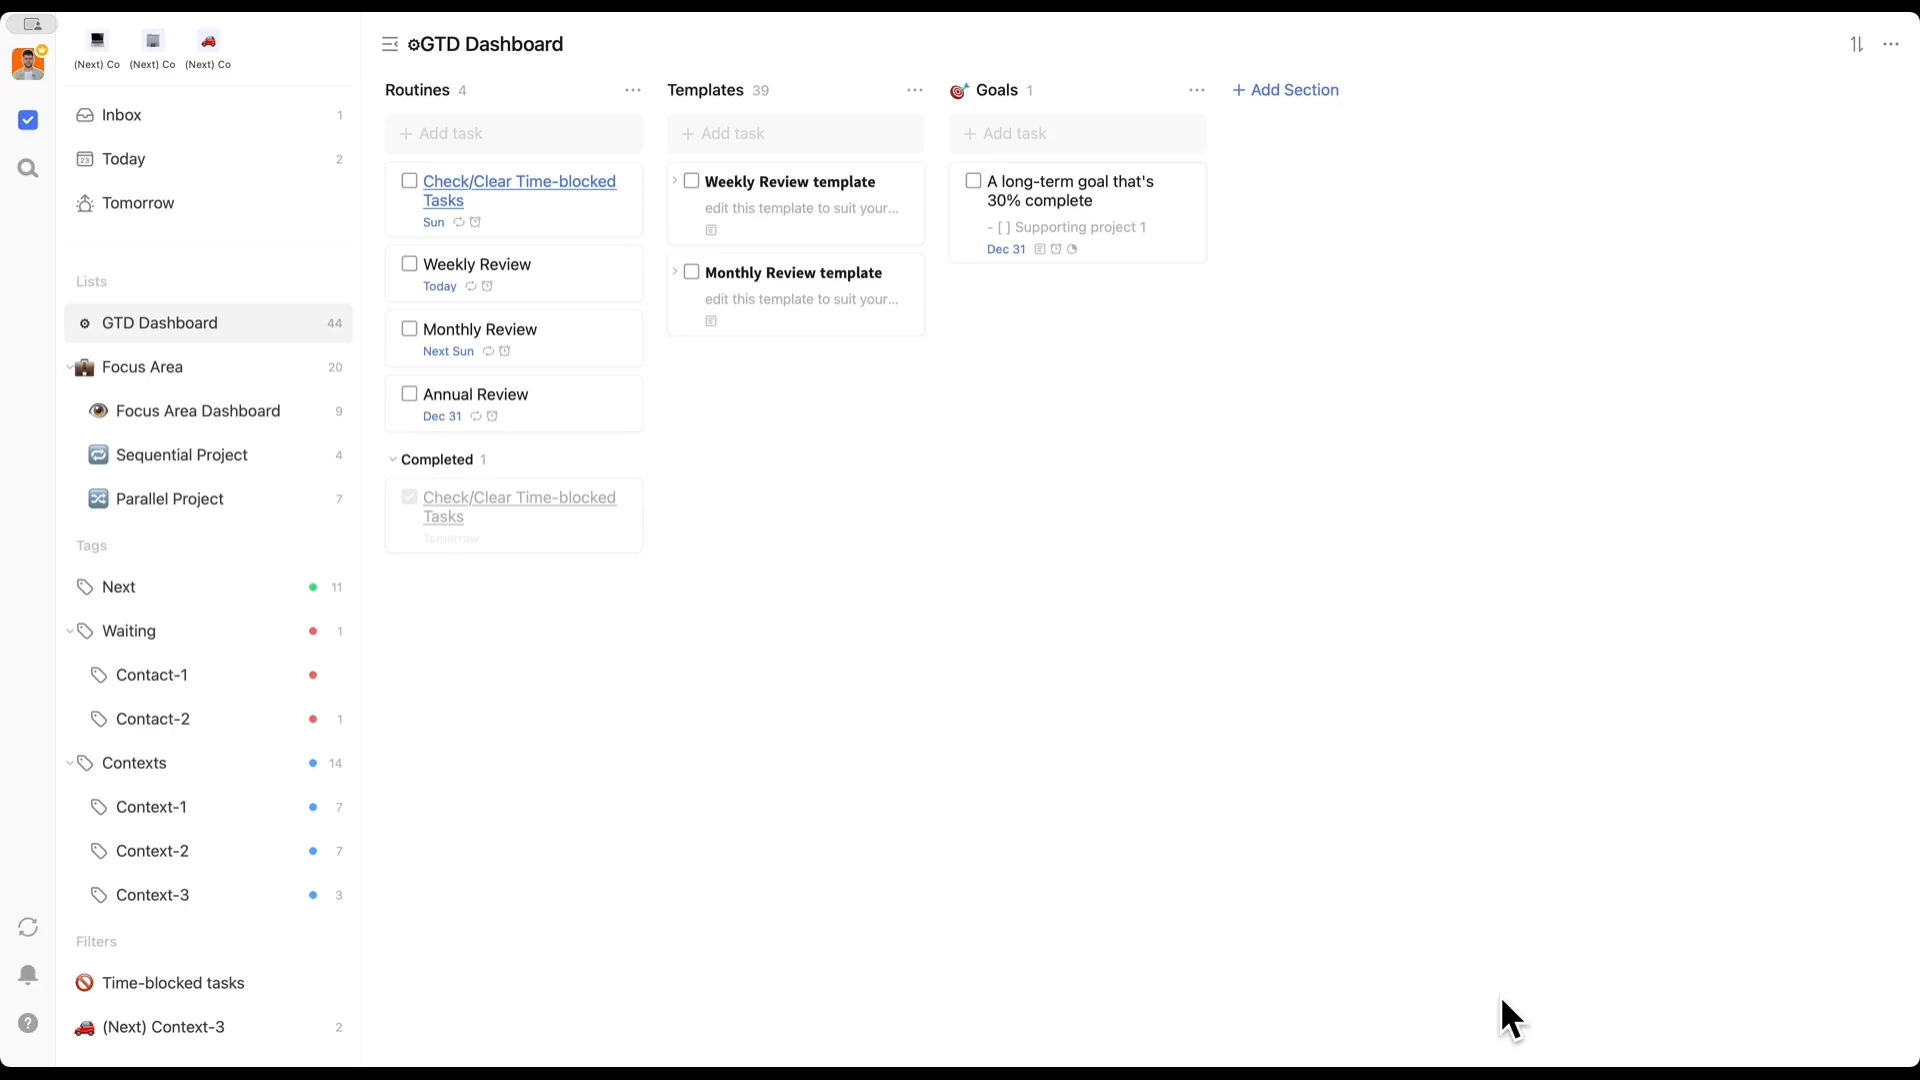 (Next) Co
(Next) Co
(Next) Co
Inbox 1
23 Today 2
Tomorrow
Lists
GTD Dashboard 44
Focus Area 20
Focus Area Dashboard 9
Sequential Project 4
Parallel Project 7
Tags
Next 11
Waiting 1
Contact-1
Contact-2 1
Contexts 14
Context-1 7
Context-2 7
Context-3 3
Filters
Time-blocked tasks
(Next) Context-3 2
GTD Dashboard
Routines 4
+ Add task
Check/Clear Time-blocked
Tasks
Sun
Weekly Review
Today
Monthly Review
Next Sun
Annual Review
Dec 31
Completed 1
Check/Clear Time-blocked
Tasks
Tomorrow
Templates 39
+ Add task
Weekly Review template
edit this template to suit your...
Monthly Review template
edit this template to suit your...
Goals 1
+ Add task
A long-term goal that's
30% complete
- [ ] Supporting project 1
Dec 31
+ Add Section